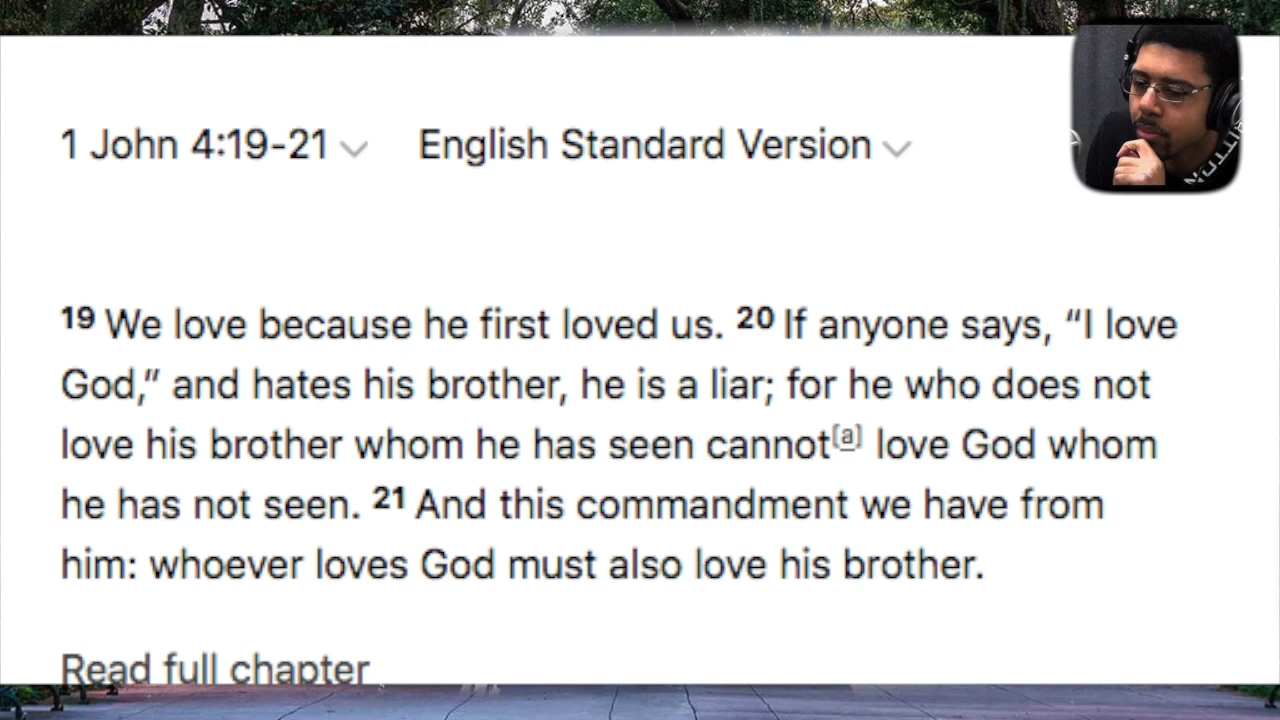 1 John 4:19-21 English Standard Version
19 We love because he first loved us. 20 If anyone says, “I love
God,” and hates his brother, he is a liar; for he who does not
love his brother whom he has seen cannot[a] love God whom
he has not seen. 21 And this commandment we have from
him: whoever loves God must also love his brother.
Read full chapter